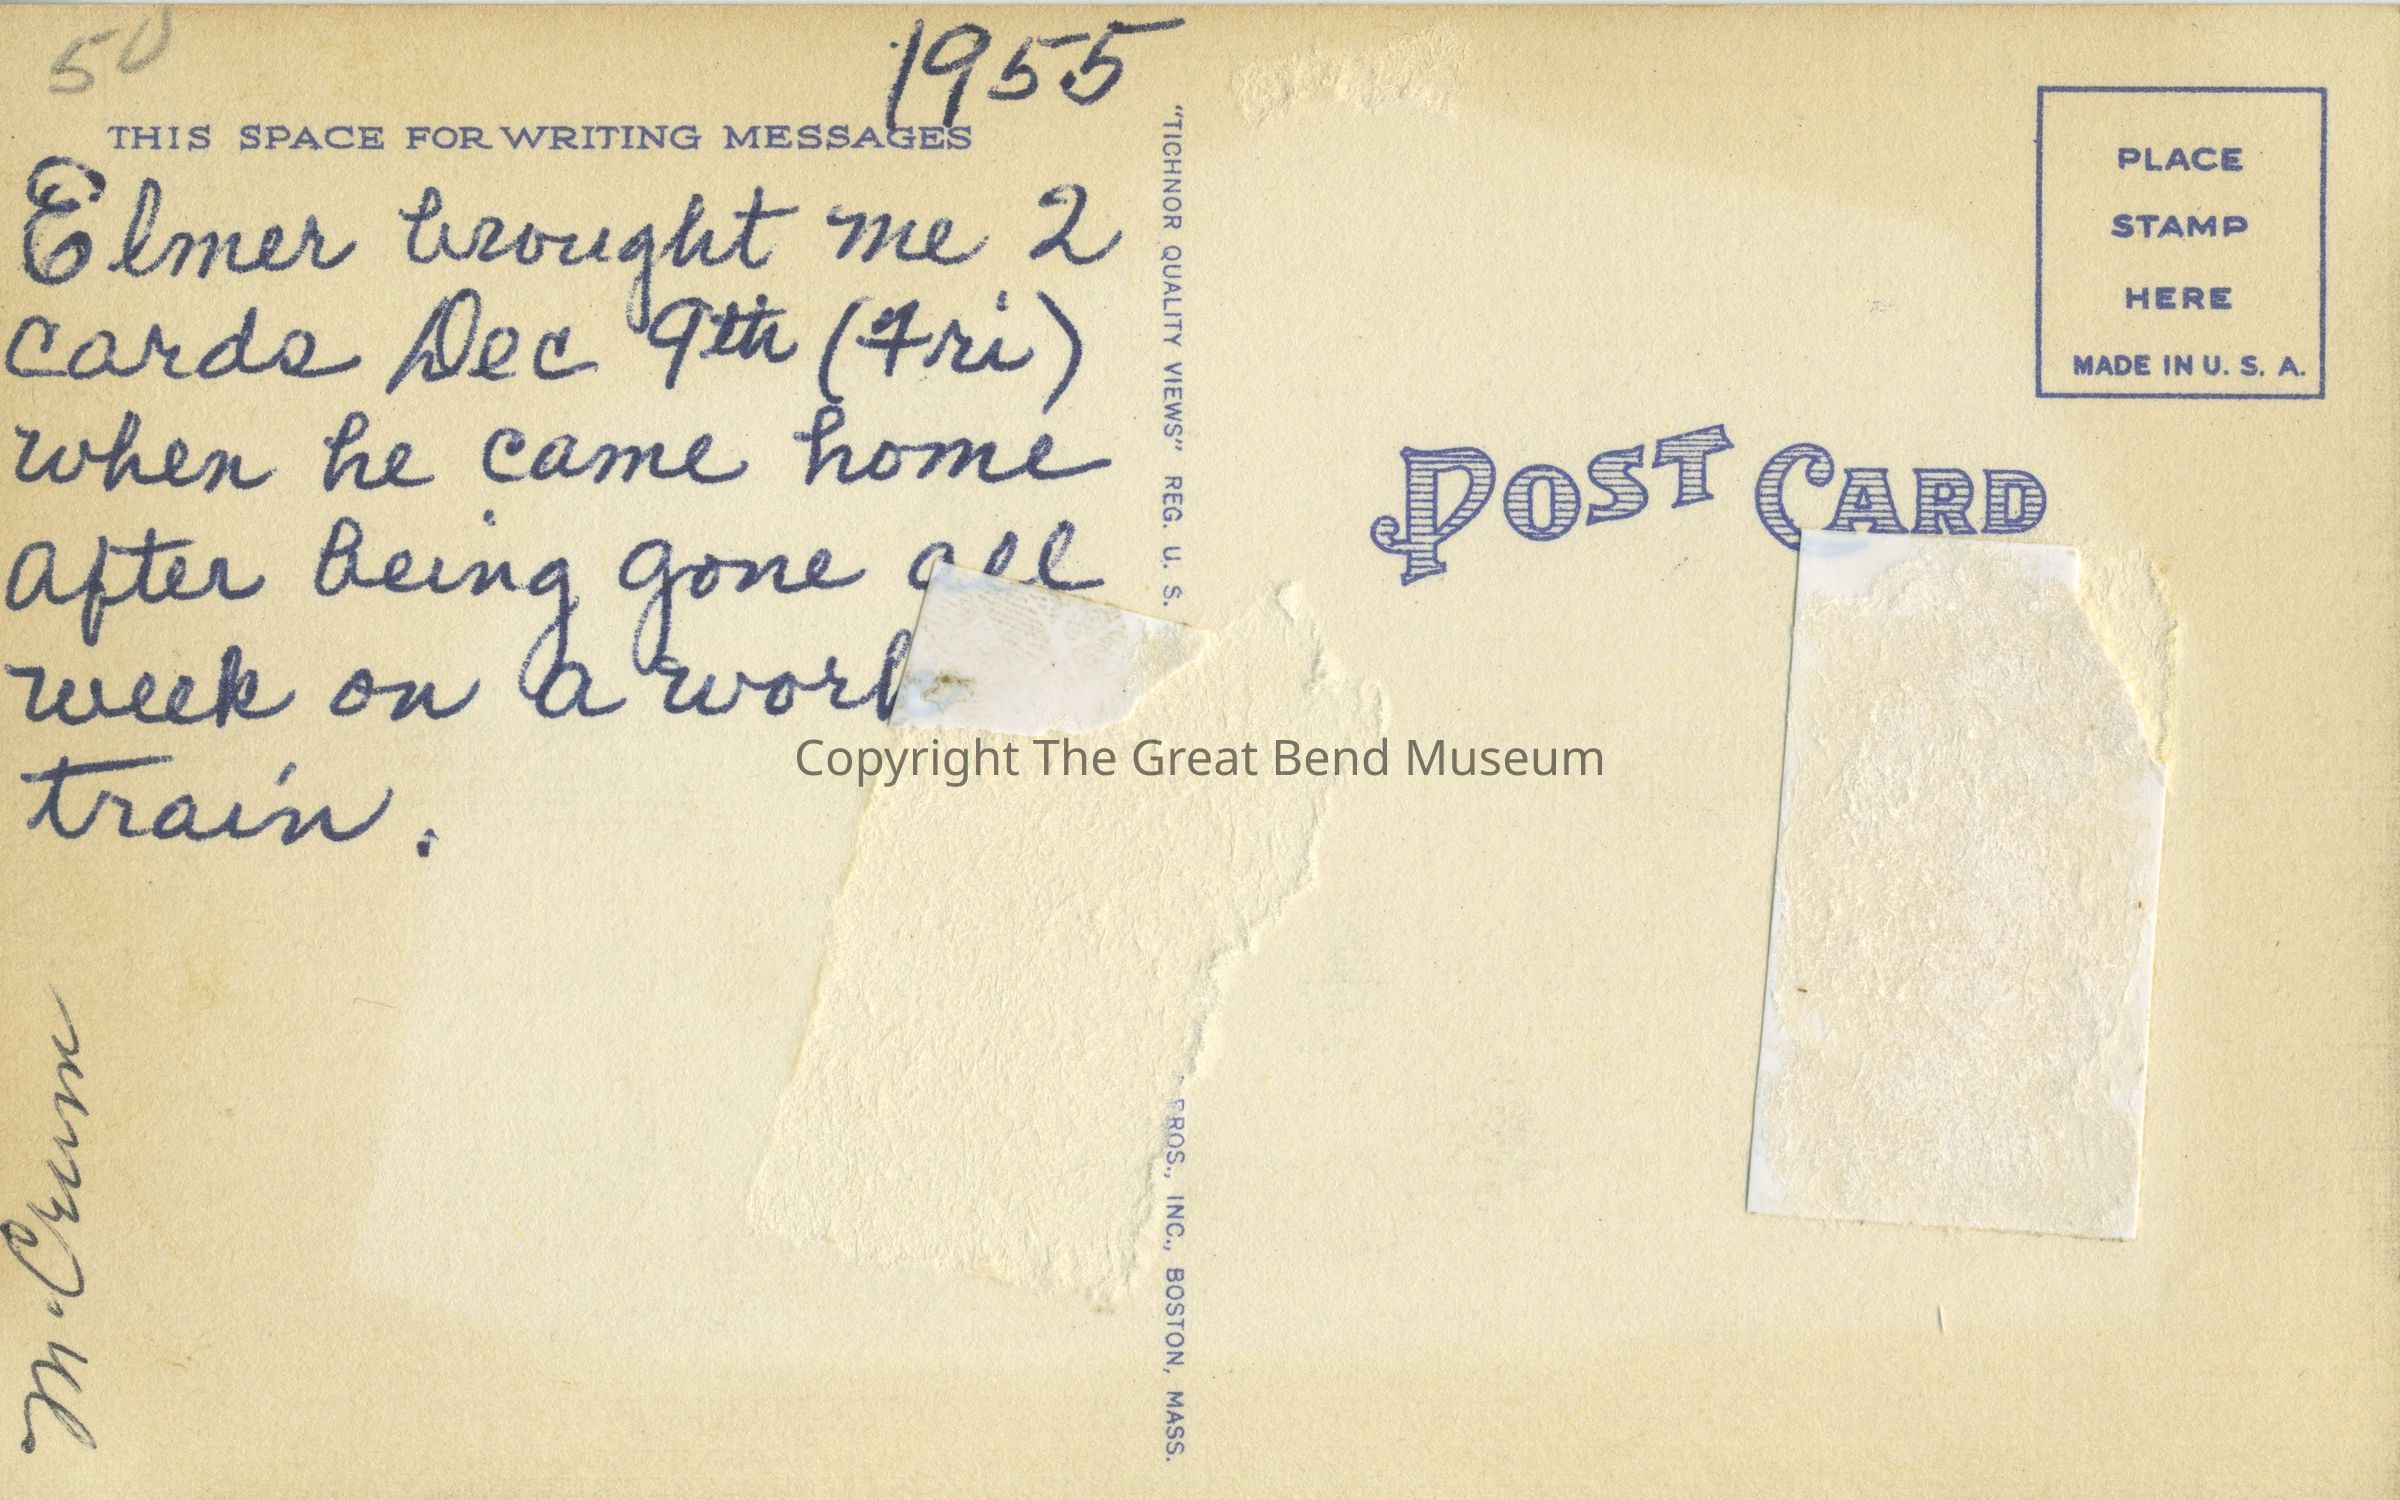 50
1955
THIS SPACE FOR WRITING MESSAGES
Elmer brought me 2
cards Dec 9th (Fri)
when he came home
after being gone all
week on a work
train.
McCrum
"TICHNOR QUALITY VIEWS" REG. U. S.
BROS., INC., BOSTON, MASS.
PLACE
STAMP
HERE
MADE IN U. S. A.
POST CARD
Copyright The Great Bend Museum